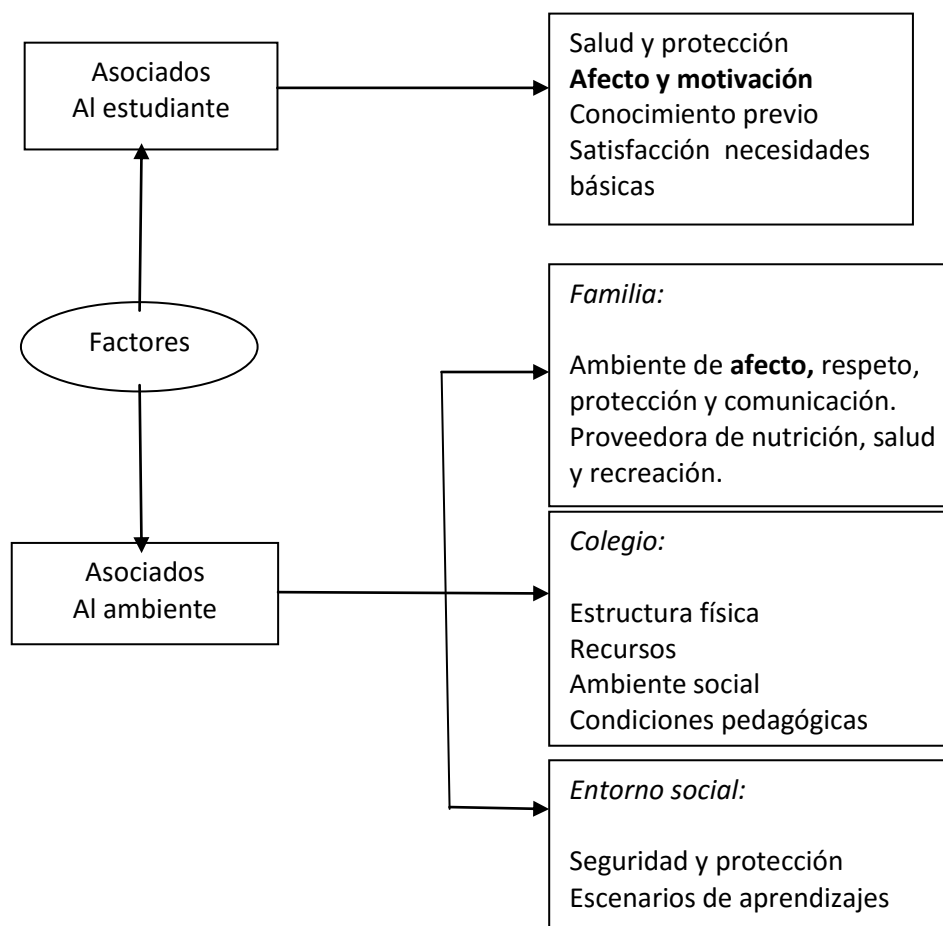 Asociados
Al estudiante
Salud y protección
Afecto y motivación
Conocimiento previo
Satisfacción necesidades
básicas
Factores
Familia:
Ambiente de afecto, respeto,
protección y comunicación.
Proveedora de nutrición, salud
y recreación.
Asociados
Al ambiente
Colegio:
Estructura física
Recursos
Ambiente social
Condiciones pedagógicas
Entorno social:
Seguridad y protección
Escenarios de aprendizajes